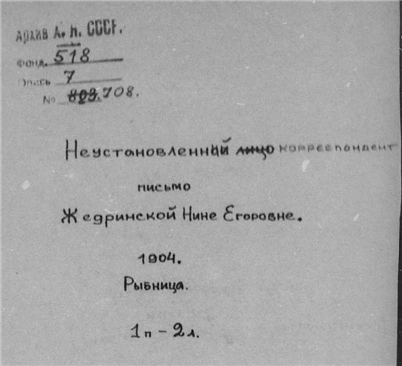 Архив А. Н. СССР.
Фонд 518
Опись 7
№ 803. 708.
Неустановленный лицо корреспондент
письмо
Жедринской Нине Егоровне.
1904.
Рыбница.
1п - 2л.